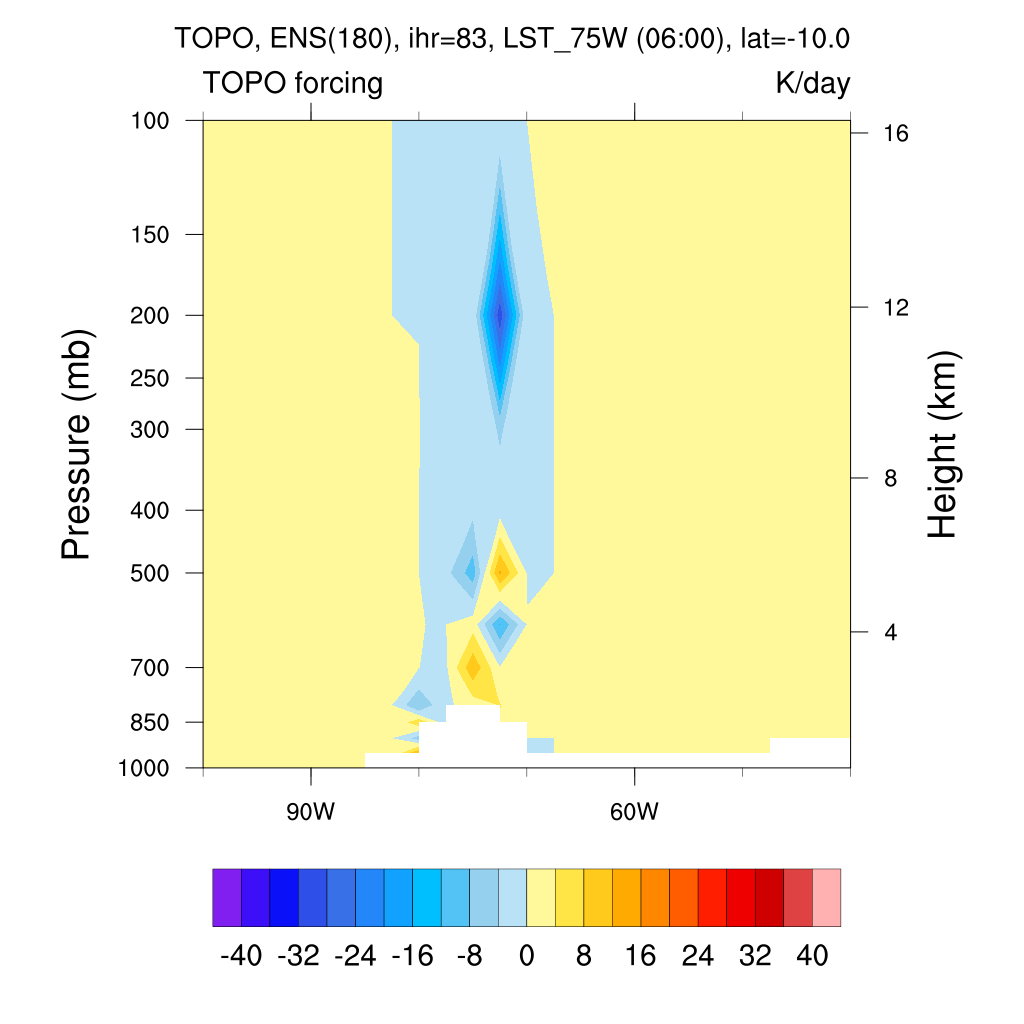 TOPO, ENS(180), ihr=83, LST_75W (06:00), lat=-10.0
TOPO forcing K/day
100
150
200
250
300
400
500
700
850
1000
Pressure (mb)
16
12
8
4
Height (km)
90W 60W
-40 -32 -24 -16 -8 0 8 16 24 32 40